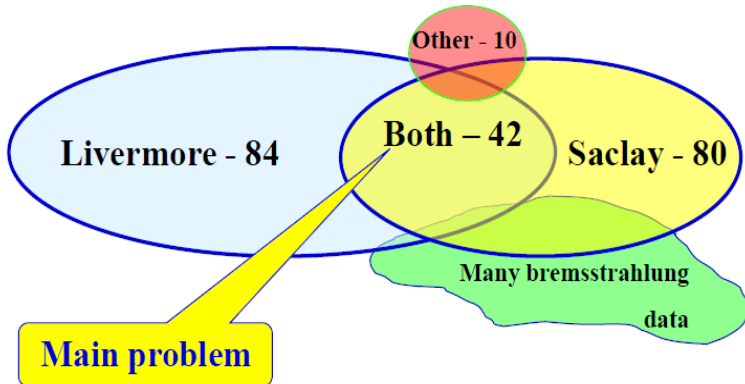 Other - 10
Livermore - 84
Both – 42
Saclay - 80
Many bremsstrahlung
data
Main problem